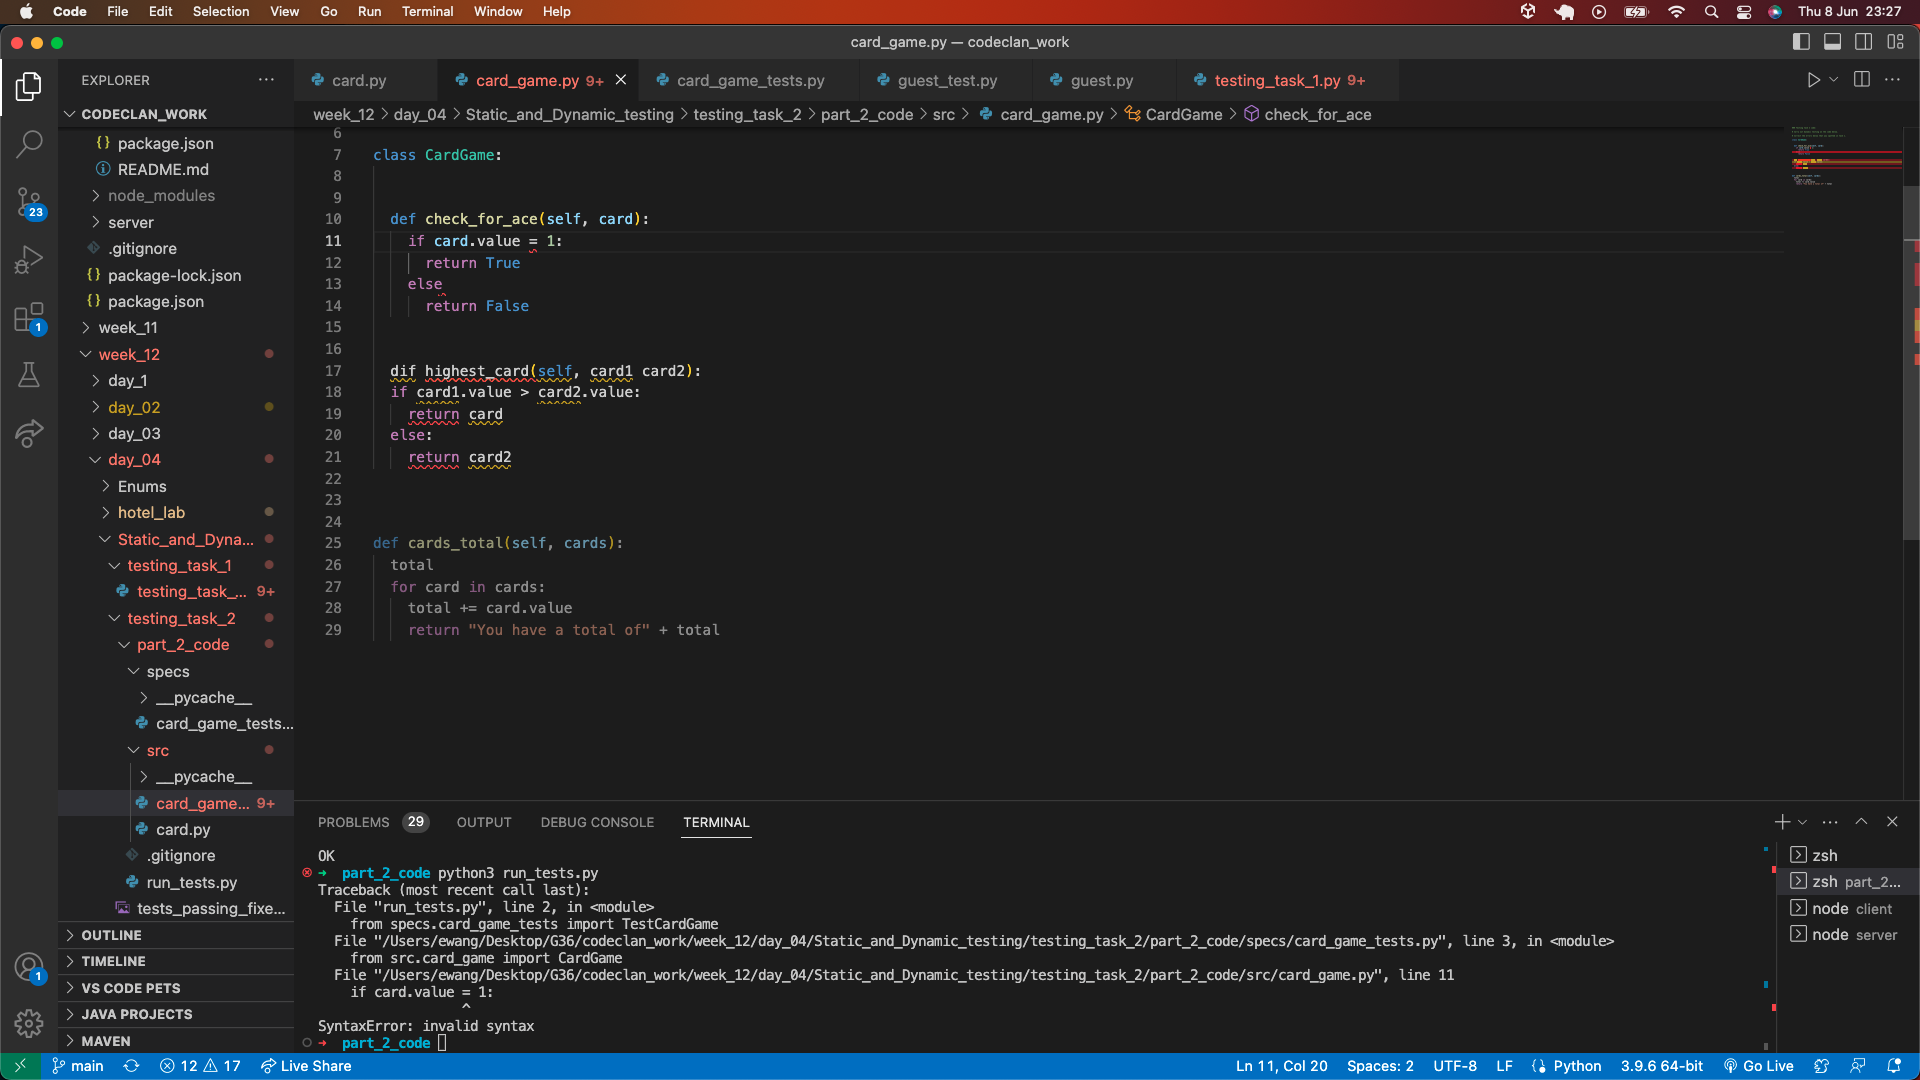 Code File Edit Selection View Go Run Terminal Window Help Thu 8 Jun 23:27
card_game.py — codeclan_work
EXPLORER
card.py card_game.py 9+ card_game_tests.py guest_test.py guest.py testing_task_1.py 9+
week_12 > day_04 > Static_and_Dynamic_testing > testing_task_2 > part_2_code > src > card_game.py > CardGame > check_for_ace
CODECLAN_WORK
package.json
README.md
node_modules
server
.gitignore
package-lock.json
package.json
week_11
week_12
day_1
day_02
day_03
day_04
Enums
hotel_lab
Static_and_Dyna...
testing_task_1
testing_task_... 9+
testing_task_2
part_2_code
specs
__pycache__
card_game_tests...
src
__pycache__
card_game... 9+
card.py
.gitignore
run_tests.py
tests_passing_fixe...
OUTLINE
TIMELINE
VS CODE PETS
JAVA PROJECTS
MAVEN
23
1
1
6
7 class CardGame:
8
9
10 def check_for_ace(self, card):
11 if card.value = 1:
12 return True
13 else
14 return False
15
16
17 dif highest_card(self, card1 card2):
18 if card1.value > card2.value:
19 return card
20 else:
21 return card2
22
23
24
25 def cards_total(self, cards):
26 total
27 for card in cards:
28 total += card.value
29 return "You have a total of" + total
PROBLEMS 29 OUTPUT DEBUG CONSOLE TERMINAL
OK
part_2_code python3 run_tests.py
Traceback (most recent call last):
File "run_tests.py", line 2, in <module>
from specs.card_game_tests import TestCardGame
File "/Users/ewang/Desktop/G36/codeclan_work/week_12/day_04/Static_and_Dynamic_testing/testing_task_2/part_2_code/specs/card_game_tests.py", line 3, in <module>
from src.card_game import CardGame
File "/Users/ewang/Desktop/G36/codeclan_work/week_12/day_04/Static_and_Dynamic_testing/testing_task_2/part_2_code/src/card_game.py", line 11
if card.value = 1:
^
SyntaxError: invalid syntax
part_2_code
zsh
zsh part_2...
node client
node server
main 12 17 Live Share Ln 11, Col 20 Spaces: 2 UTF-8 LF Python 3.9.6 64-bit Go Live